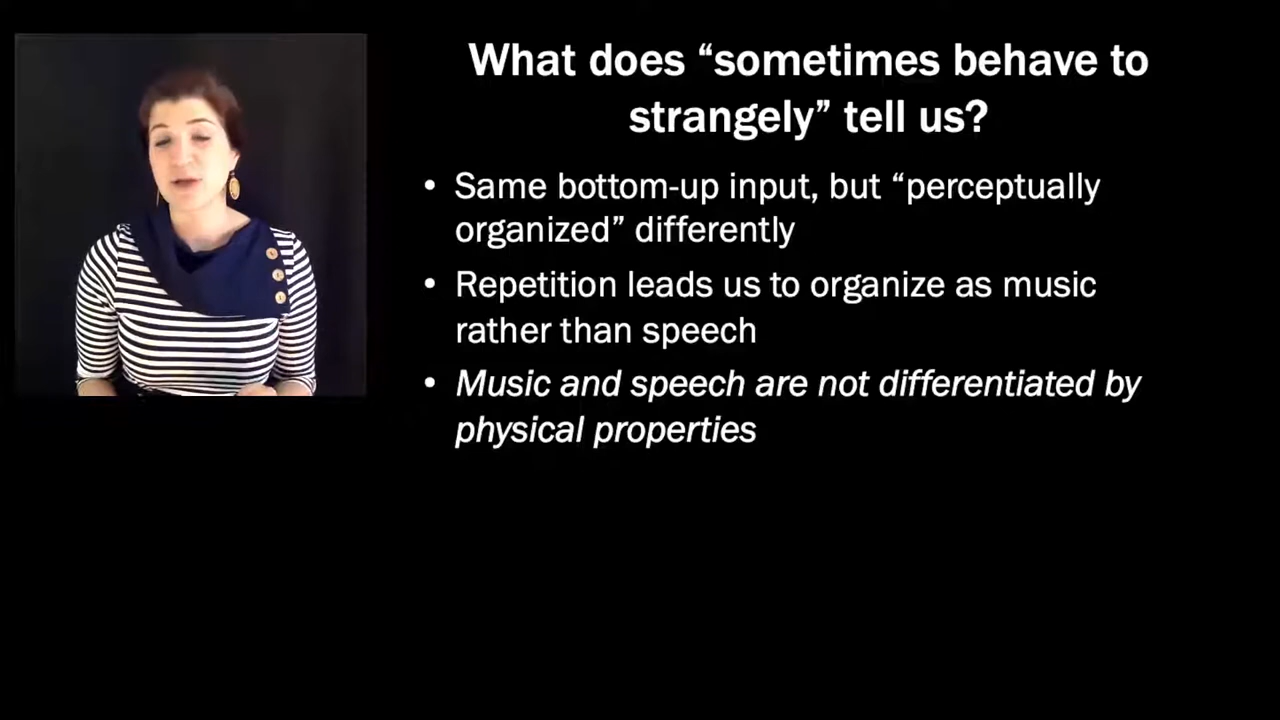 What does “sometimes behave to
strangely” tell us?
• Same bottom-up input, but “perceptually
organized” differently
• Repetition leads us to organize as music
rather than speech
• Music and speech are not differentiated by
physical properties